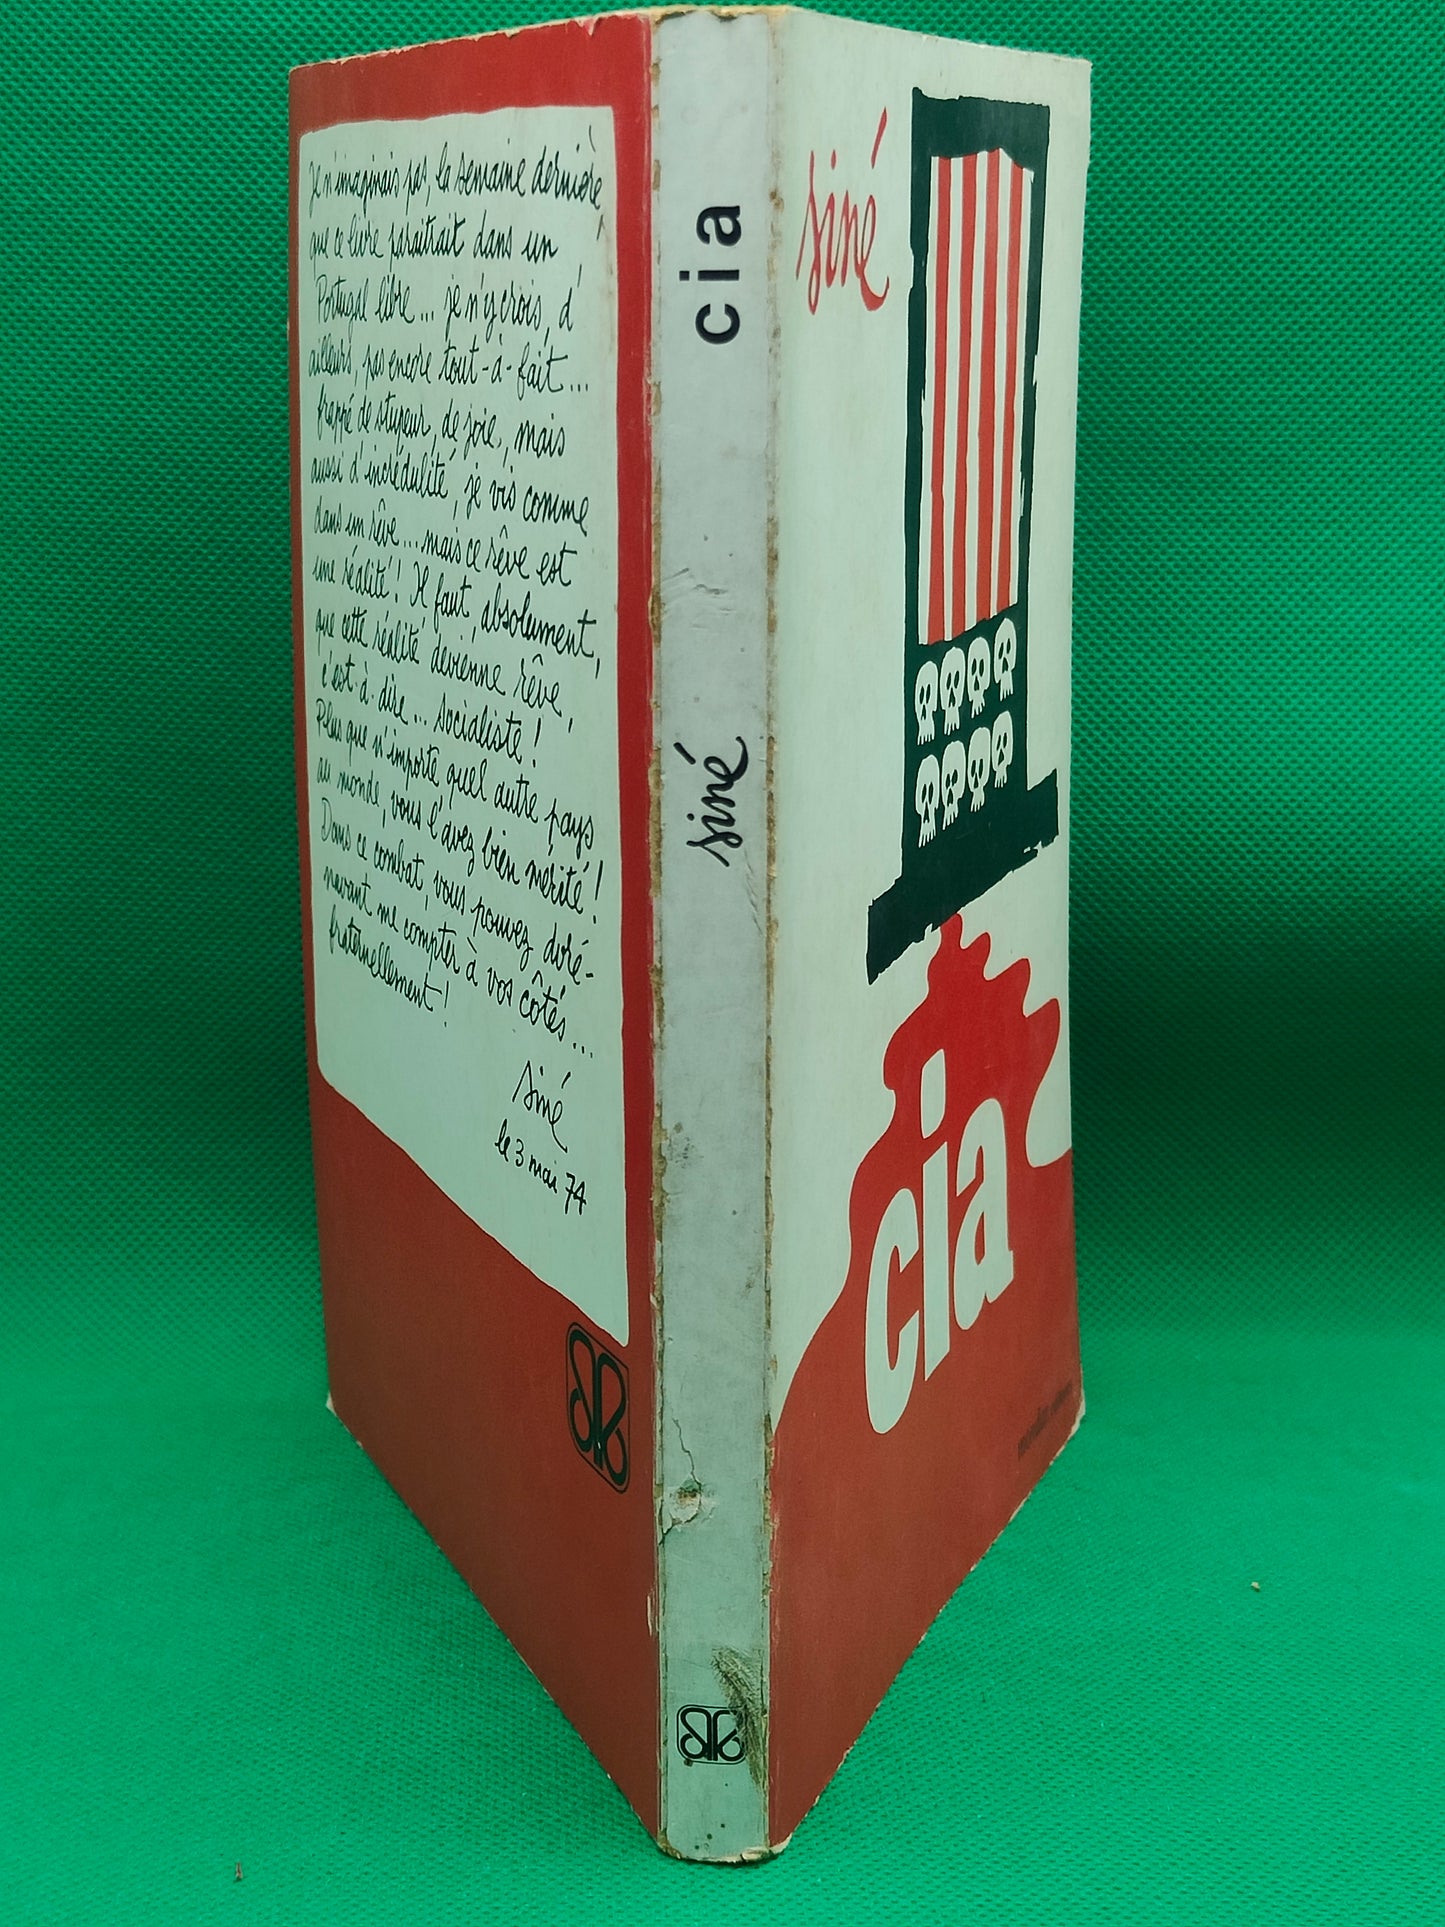 Je n'imaginais pas, la semaine dernière,
que ce livre paraitrait dans un
Portugal libre... je n'y crois, d'
ailleurs, pas encore tout-à-fait...
frappé de stupeur, de joie, mais
aussi d'incrédulité, je vis comme
dans un rêve... mais ce rêve est
une réalité! Il faut, absolument,
que cette réalité devienne rêve,
c'est-à-dire... socialiste!
Plus que n'importe quel autre pays
au monde, vous l'avez bien mérité!
Dans ce combat, vous pouvez doré-
navant me compter à vos côtés...
fraternellement!
siné
le 3 mai 74
cia
siné
siné
cia